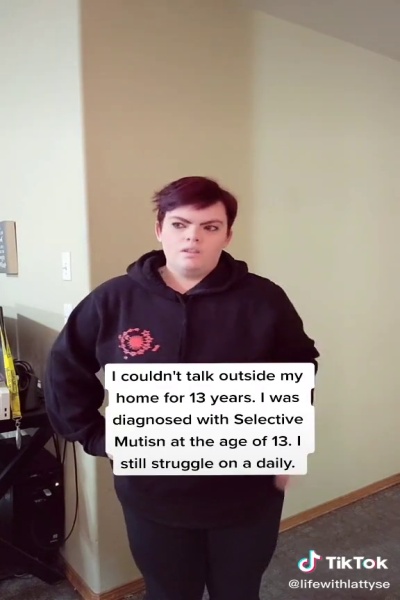 I couldn't talk outside my
home for 13 years. I was
diagnosed with Selective
Mutisn at the age of 13. I
still struggle on a daily.
TikTok
@lifewithlattyse